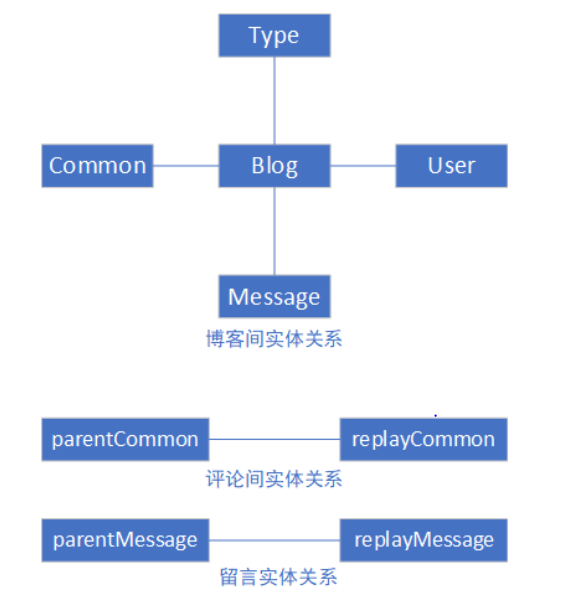 Type
Common
Blog
User
Message
博客间实体关系
parentCommon
replayCommon
评论间实体关系
parentMessage
replayMessage
留言实体关系